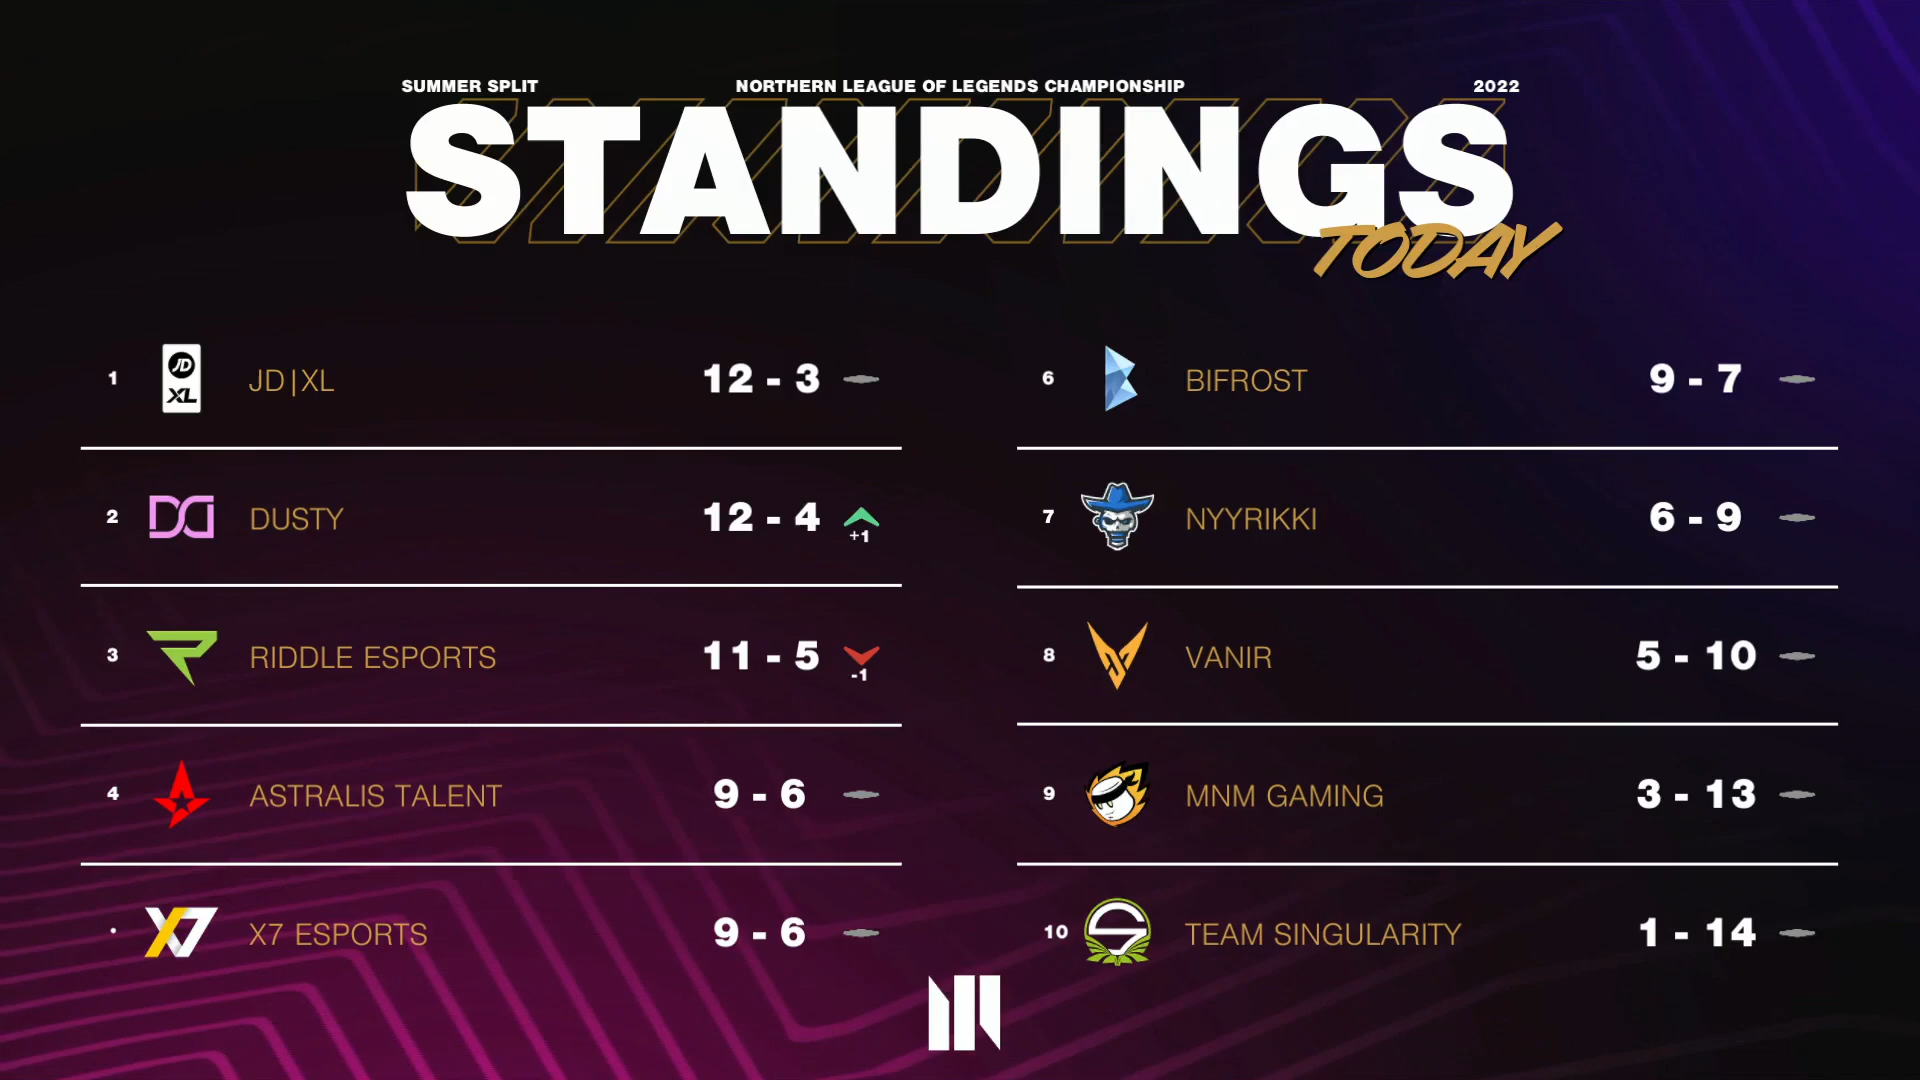 SUMMER SPLIT NORTHERN LEAGUE OF LEGENDS CHAMPIONSHIP 2022
STANDINGS
TODAY
1 JD XL JD|XL 12 - 3
2 DUSTY 12 - 4 +1
3 RIDDLE ESPORTS 11 - 5 -1
4 ASTRALIS TALENT 9 - 6
• X7 X7 ESPORTS 9 - 6
6 BIFROST 9 - 7
7 NYYRIKKI 6 - 9
8 VANIR 5 - 10
9 MNM GAMING 3 - 13
10 TEAM SINGULARITY 1 - 14